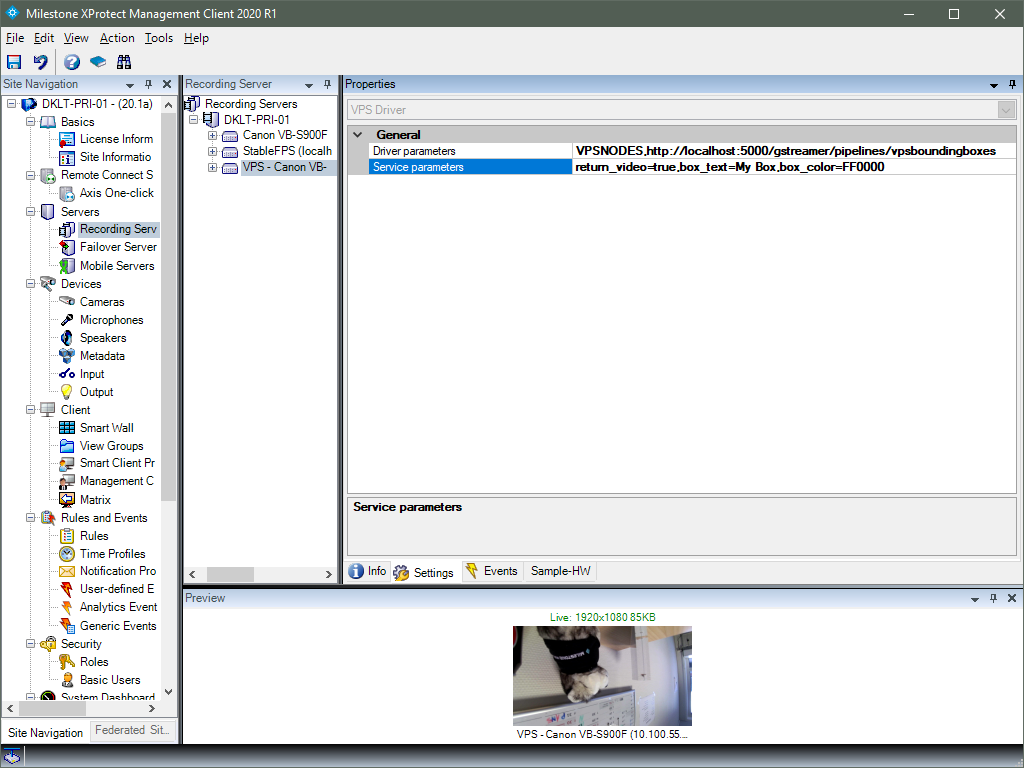 Milestone XProtect Management Client 2020 R1
File Edit View Action Tools Help
Site Navigation
DKLT-PRI-01 - (20.1a)
Basics
License Inform
Site Informatio
Remote Connect S
Axis One-click
Servers
Recording Serv
Failover Server
Mobile Servers
Devices
Cameras
Microphones
Speakers
Metadata
Input
Output
Client
Smart Wall
View Groups
Smart Client Pr
Management C
Matrix
Rules and Events
Rules
Time Profiles
Notification Pro
User-defined E
Analytics Event
Generic Events
Security
Roles
Basic Users
System Dashboard
Site Navigation
Federated Sit...
Recording Server
Recording Servers
DKLT-PRI-01
Canon VB-S900F
StableFPS (localh
VPS - Canon VB-
Properties
VPS Driver
General
Driver parameters VPSNODES,http://localhost:5000/gstreamer/pipelines/vpsboundingboxes
Service parameters return_video=true,box_text=My Box,box_color=FF0000
Service parameters
Info Settings Events Sample-HW
Preview
Live: 1920x1080 85KB
VPS - Canon VB-S900F (10.100.55...